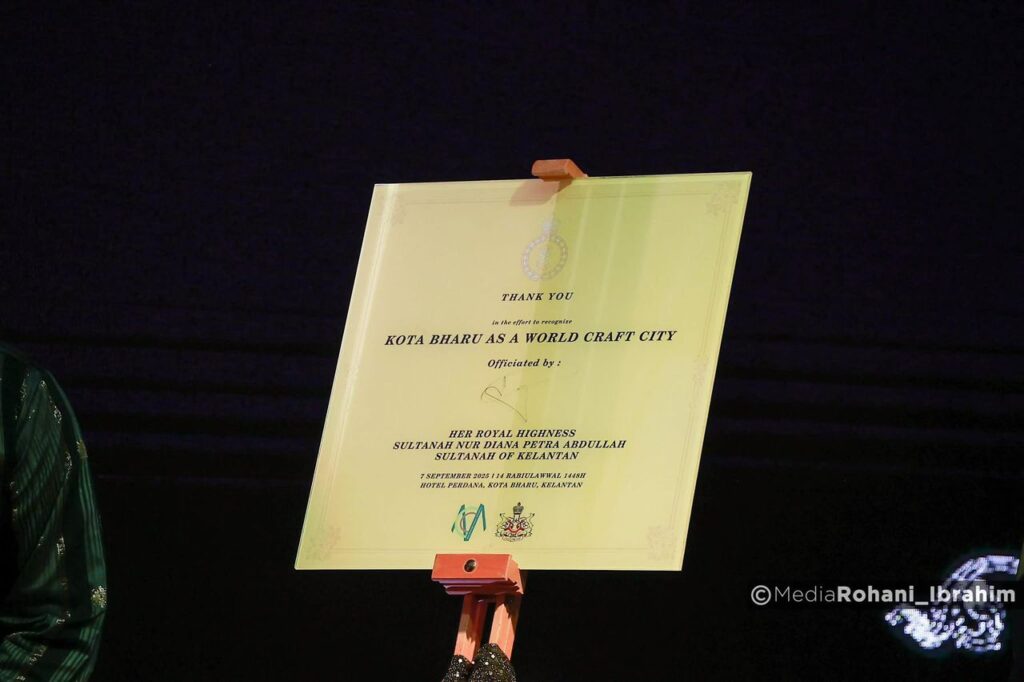 THANK YOU
in the effort to recognize
KOTA BHARU AS A WORLD CRAFT CITY
Officiated by :
HER ROYAL HIGHNESS
SULTANAH NUR DIANA PETRA ABDULLAH
SULTANAH OF KELANTAN
7 SEPTEMBER 2025 | 14 RABIULAWWAL 1448H
HOTEL PERDANA, KOTA BHARU, KELANTAN
©MediaRohani_Ibrahim